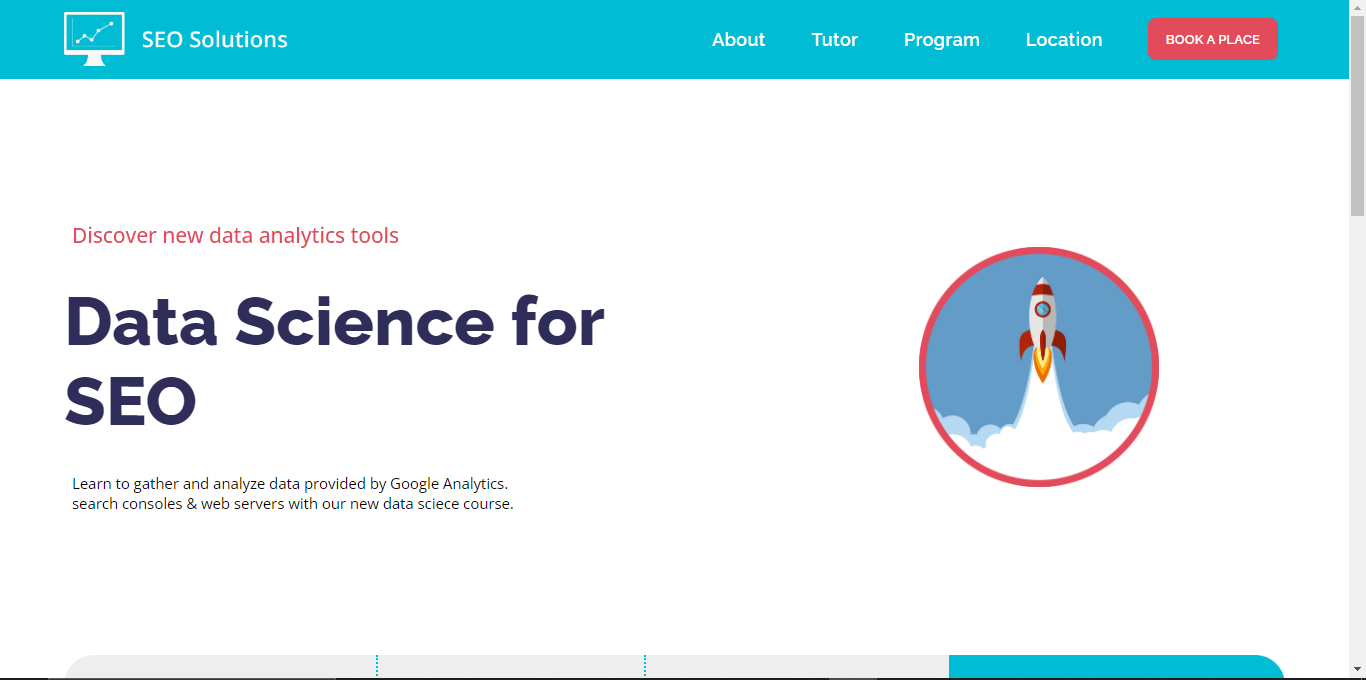 SEO Solutions
About
Tutor
Program
Location
BOOK A PLACE
Discover new data analytics tools
Data Science for
SEO
Learn to gather and analyze data provided by Google Analytics.
search consoles & web servers with our new data sciece course.